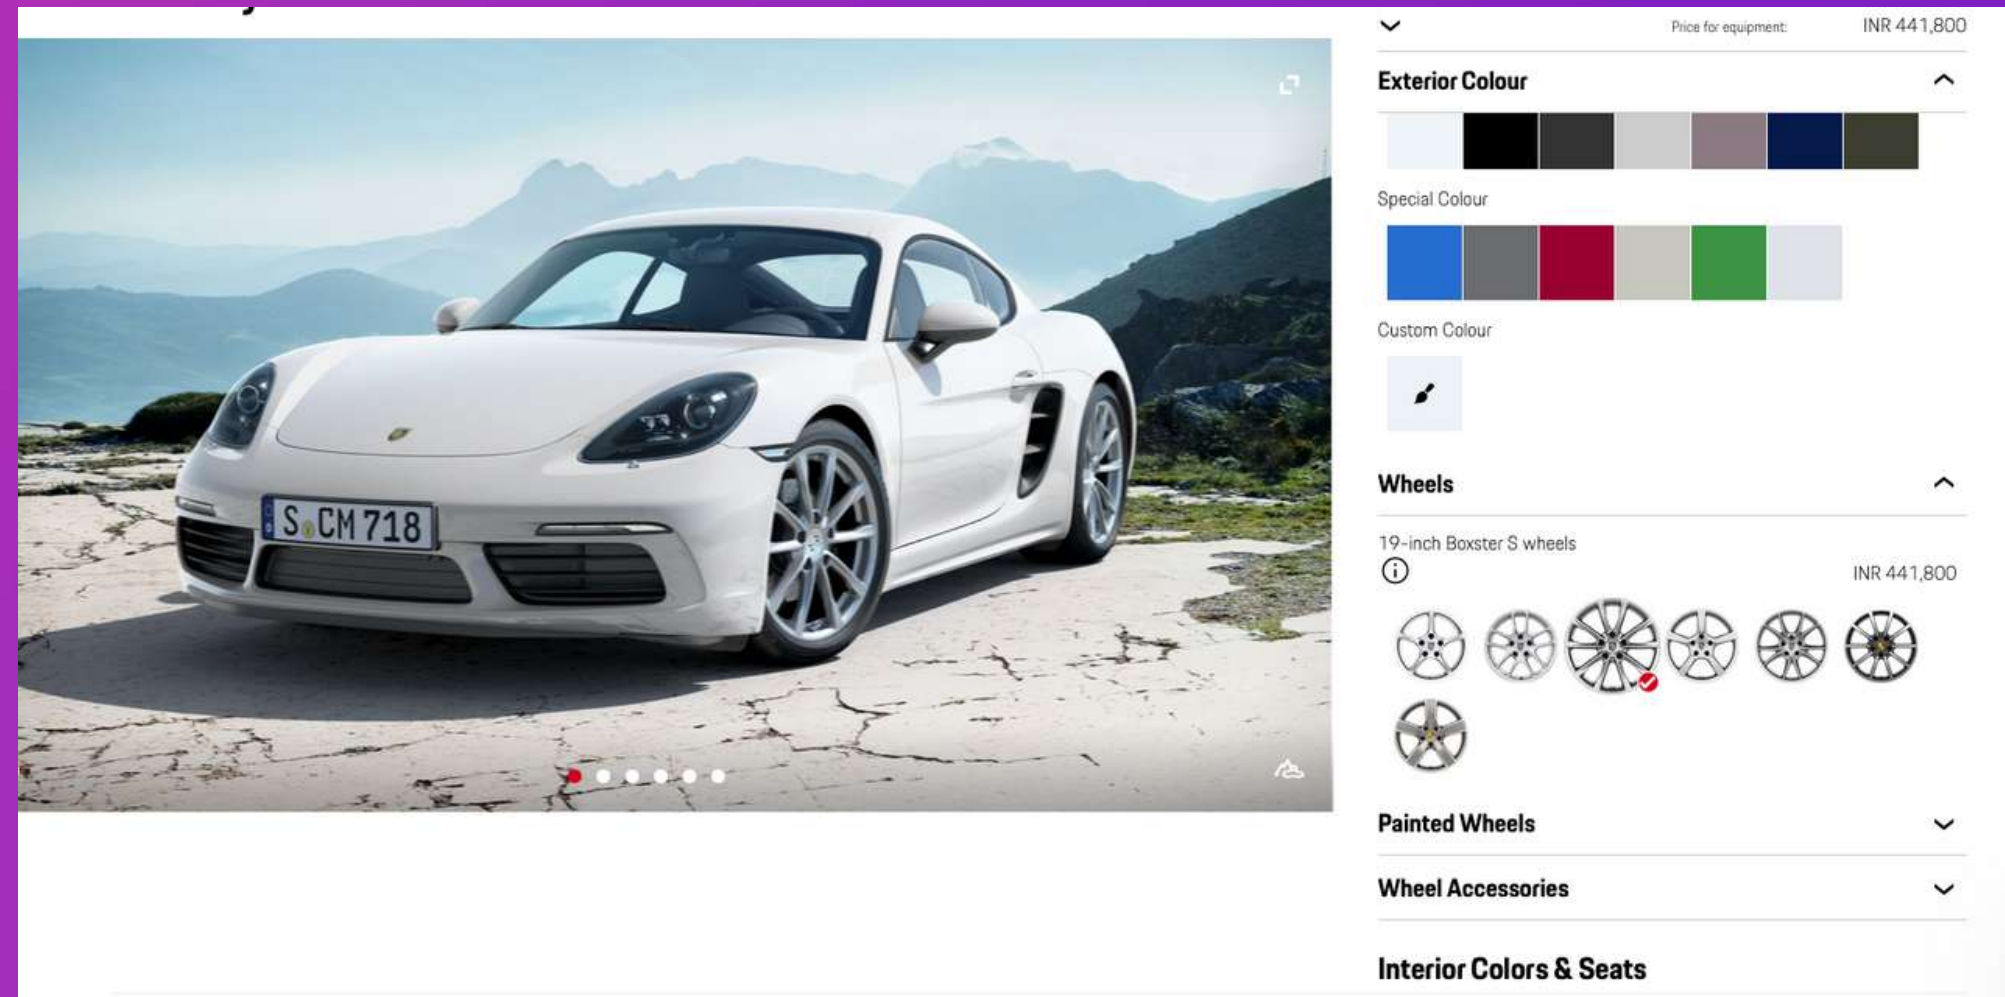 Price for equipment: INR 441,800
Exterior Colour
Special Colour
Custom Colour
Wheels
19-inch Boxster S wheels
INR 441,800
Painted Wheels
Wheel Accessories
Interior Colors & Seats
S CM 718